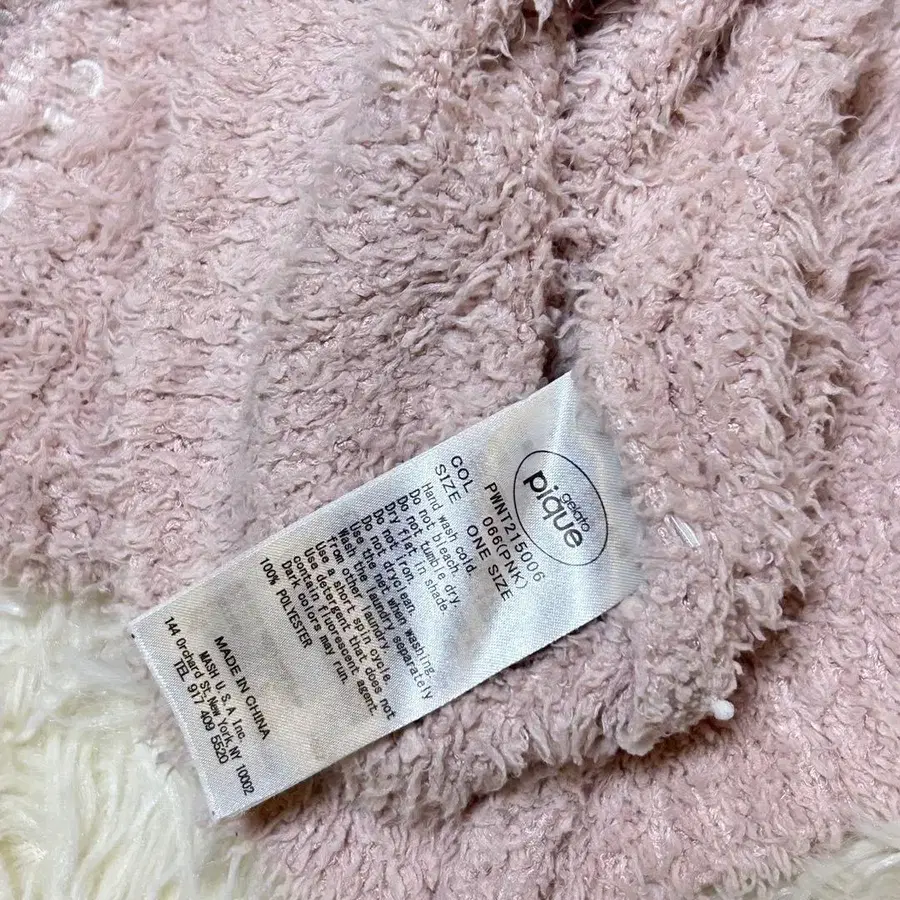 gelato
pique
PWNT215006
COL 066(PNK)
SIZE ONE SIZE
Hand wash cold.
Do not bleach.
Do not tumble dry.
Dry flat in shade.
Do not iron.
Do not dryclean.
Use the net when washing.
Wash the laundry separately
from other laundry.
Use a short spin cycle.
Use detergent that does not
contain fluorescent agent.
Dark colors may run.
100% POLYESTER
MADE IN CHINA
MASH U.S.A Inc.
144 Orchard St, New York, NY 10002
TEL 917 409 5520